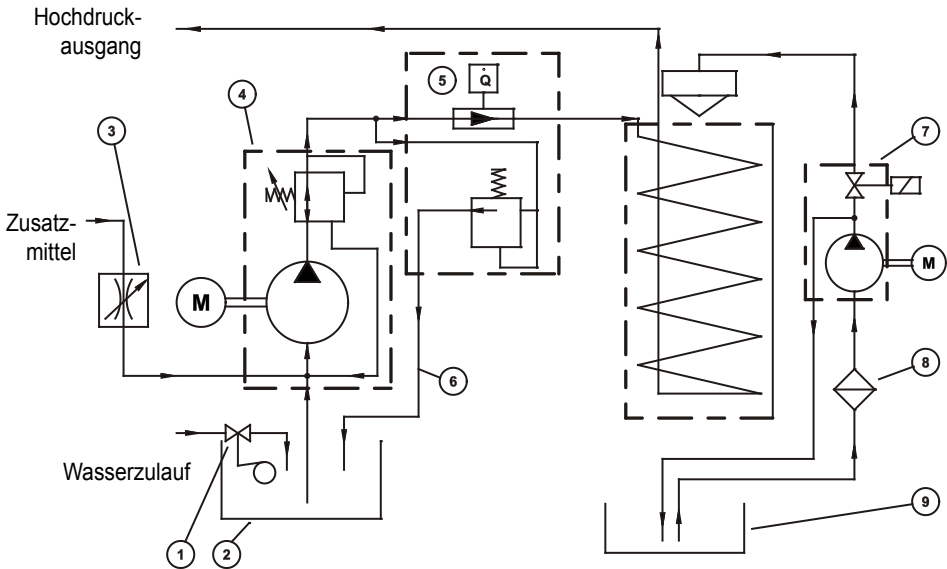 Hochdruck-
ausgang
5
Q̇
4
3
7
Zusatz-
mittel
M
M
6
8
Wasserzulauf
9
1
2